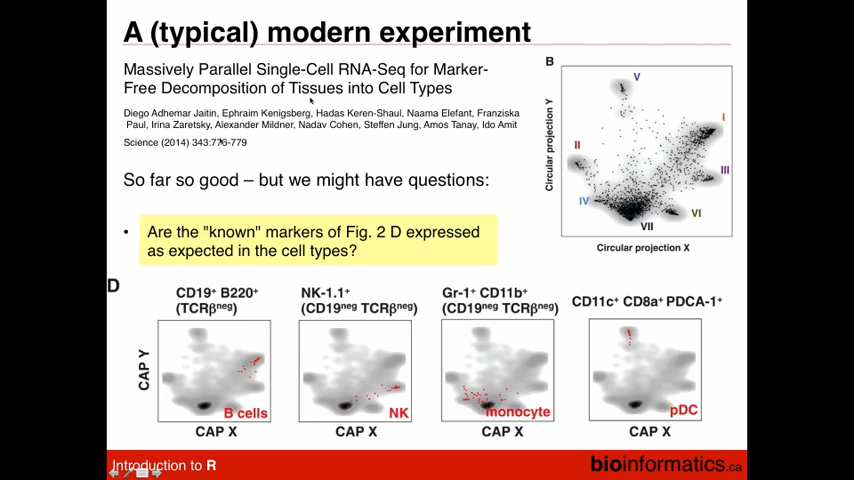 A (typical) modern experiment
Massively Parallel Single-Cell RNA-Seq for Marker-
Free Decomposition of Tissues into Cell Types
Diego Adhemar Jaitin, Ephraim Kenigsberg, Hadas Keren-Shaul, Naama Elefant, Franziska
Paul, Irina Zaretsky, Alexander Mildner, Nadav Cohen, Steffen Jung, Amos Tanay, Ido Amit
Science (2014) 343:776-779
So far so good – but we might have questions:
• Are the "known" markers of Fig. 2 D expressed
as expected in the cell types?
B
Circular projection Y
V
I
II
III
IV
VI
VII
Circular projection X
D
CD19⁺ B220⁺
(TCRβⁿᵉᵍ)
NK-1.1⁺
(CD19ⁿᵉᵍ TCRβⁿᵉᵍ)
Gr-1⁺ CD11b⁺
(CD19ⁿᵉᵍ TCRβⁿᵉᵍ)
CD11c⁺ CD8a⁺ PDCA-1⁺
CAP Y
B cells
NK
monocyte
pDC
CAP X
CAP X
CAP X
CAP X
Introduction to R
bioinformatics.ca